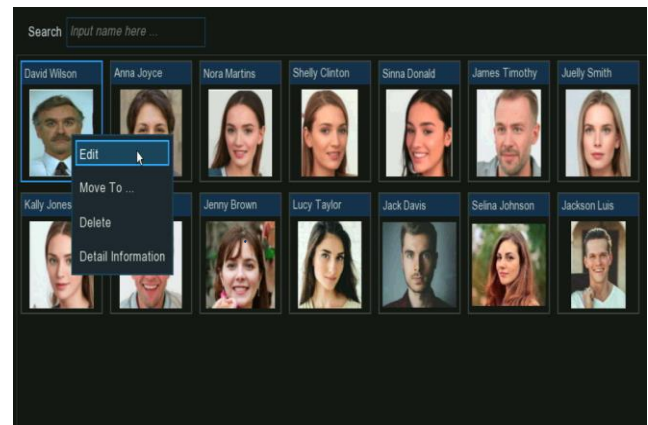 Search Input name here ...
David Wilson Anna Joyce Nora Martins Shelly Clinton Sinna Donald James Timothy Juelly Smith
Edit
Move To ...
Kally Jones Jenny Brown Lucy Taylor Jack Davis Selina Johnson Jackson Luis
Delete
Detail Information